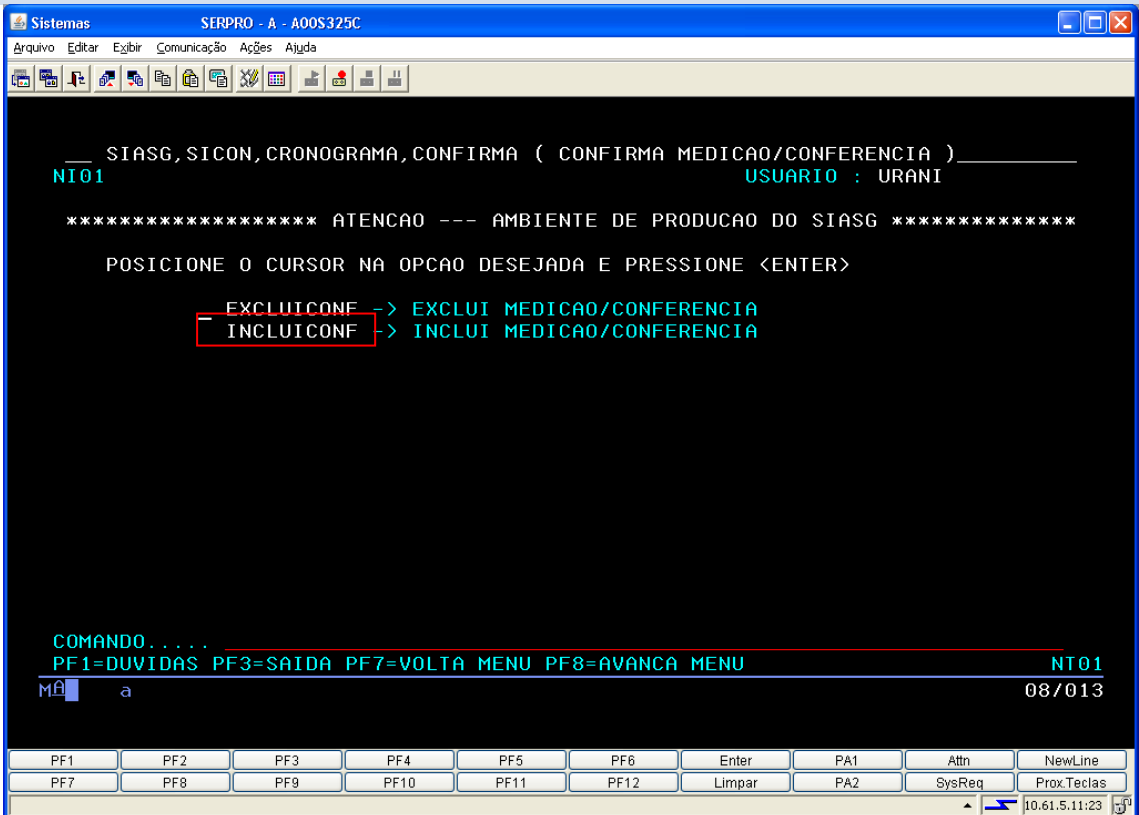 Sistemas SERPRO - A - A00S325C
Arquivo Editar Exibir Comunicação Ações Ajuda
__ SIASG,SICON,CRONOGRAMA,CONFIRMA ( CONFIRMA MEDICAO/CONFERENCIA )_________
NI01 USUARIO : URANI
******************* ATENCAO --- AMBIENTE DE PRODUCAO DO SIASG **************
POSICIONE O CURSOR NA OPCAO DESEJADA E PRESSIONE <ENTER>
_ EXCLUICONF -> EXCLUI MEDICAO/CONFERENCIA
INCLUICONF -> INCLUI MEDICAO/CONFERENCIA
COMANDO.....
PF1=DUVIDAS PF3=SAIDA PF7=VOLTA MENU PF8=AVANCA MENU NT01
MA a 08/013
PF1 PF2 PF3 PF4 PF5 PF6 Enter PA1 Attn NewLine
PF7 PF8 PF9 PF10 PF11 PF12 Limpar PA2 SysReq Prox.Teclas
10.61.5.11:23